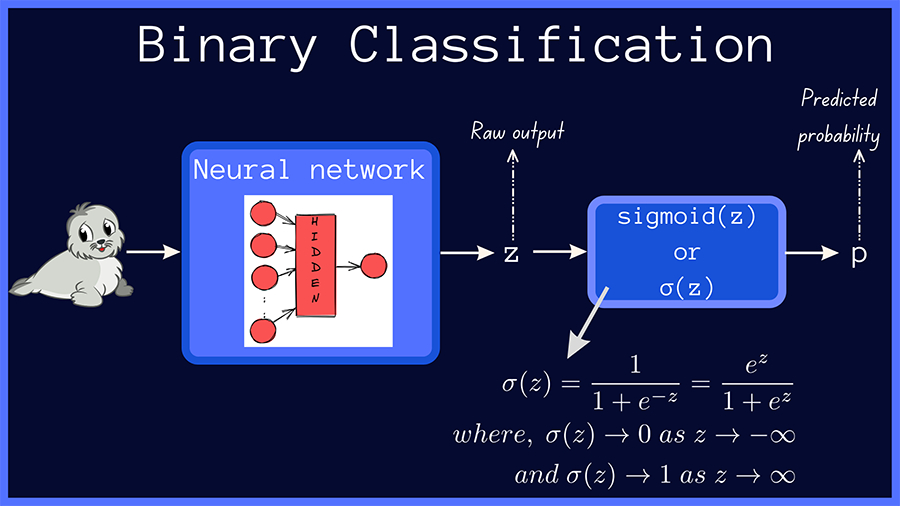 Binary Classification
Predicted
probability
Raw output
Neural network
HIDDEN
z
sigmoid(z)
or
σ(z)
p
σ(z) = 1 / (1 + e^{-z}) = e^z / (1 + e^z)
where, σ(z) → 0 as z → −∞
and σ(z) → 1 as z → ∞